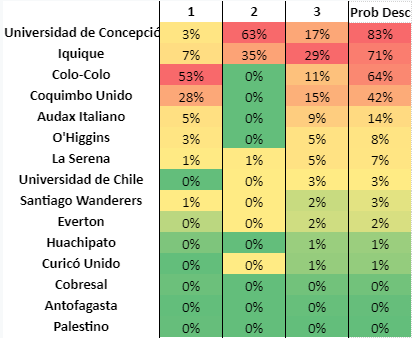 1 2 3 Prob Desc
Universidad de Concepció 3% 63% 17% 83%
Iquique 7% 35% 29% 71%
Colo-Colo 53% 0% 11% 64%
Coquimbo Unido 28% 0% 15% 42%
Audax Italiano 5% 0% 9% 14%
O'Higgins 3% 0% 5% 8%
La Serena 1% 1% 5% 7%
Universidad de Chile 0% 0% 3% 3%
Santiago Wanderers 1% 0% 2% 3%
Everton 0% 0% 2% 2%
Huachipato 0% 0% 1% 1%
Curicó Unido 0% 0% 1% 1%
Cobresal 0% 0% 0% 0%
Antofagasta 0% 0% 0% 0%
Palestino 0% 0% 0% 0%